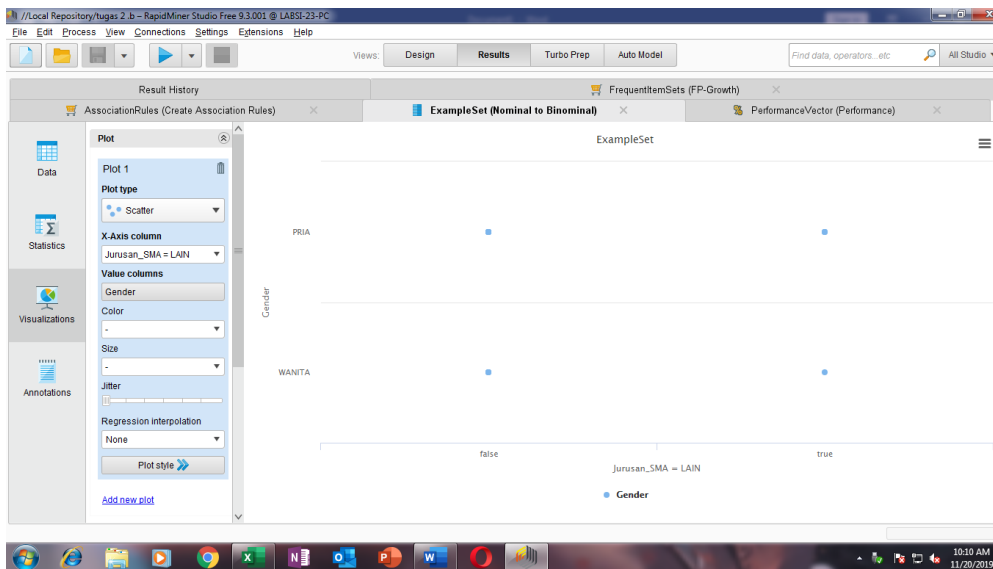 //Local Repository/tugas 2 .b – RapidMiner Studio Free 9.3.001 @ LABSI-23-PC
File Edit Process View Connections Settings Extensions Help
Views: Design Results Turbo Prep Auto Model Find data, operators...etc All Studio
Result History FrequentItemSets (FP-Growth)
AssociationRules (Create Association Rules) ExampleSet (Nominal to Binominal) PerformanceVector (Performance)
Data
Statistics
Visualizations
Annotations
Plot
Plot 1
Plot type
Scatter
X-Axis column
Jurusan_SMA = LAIN
Value columns
Gender
Color
-
Size
-
Jitter
Regression interpolation
None
Plot style
Add new plot
ExampleSet
PRIA
Gender
WANITA
false true
Jurusan_SMA = LAIN
Gender
10:10 AM
11/20/2019